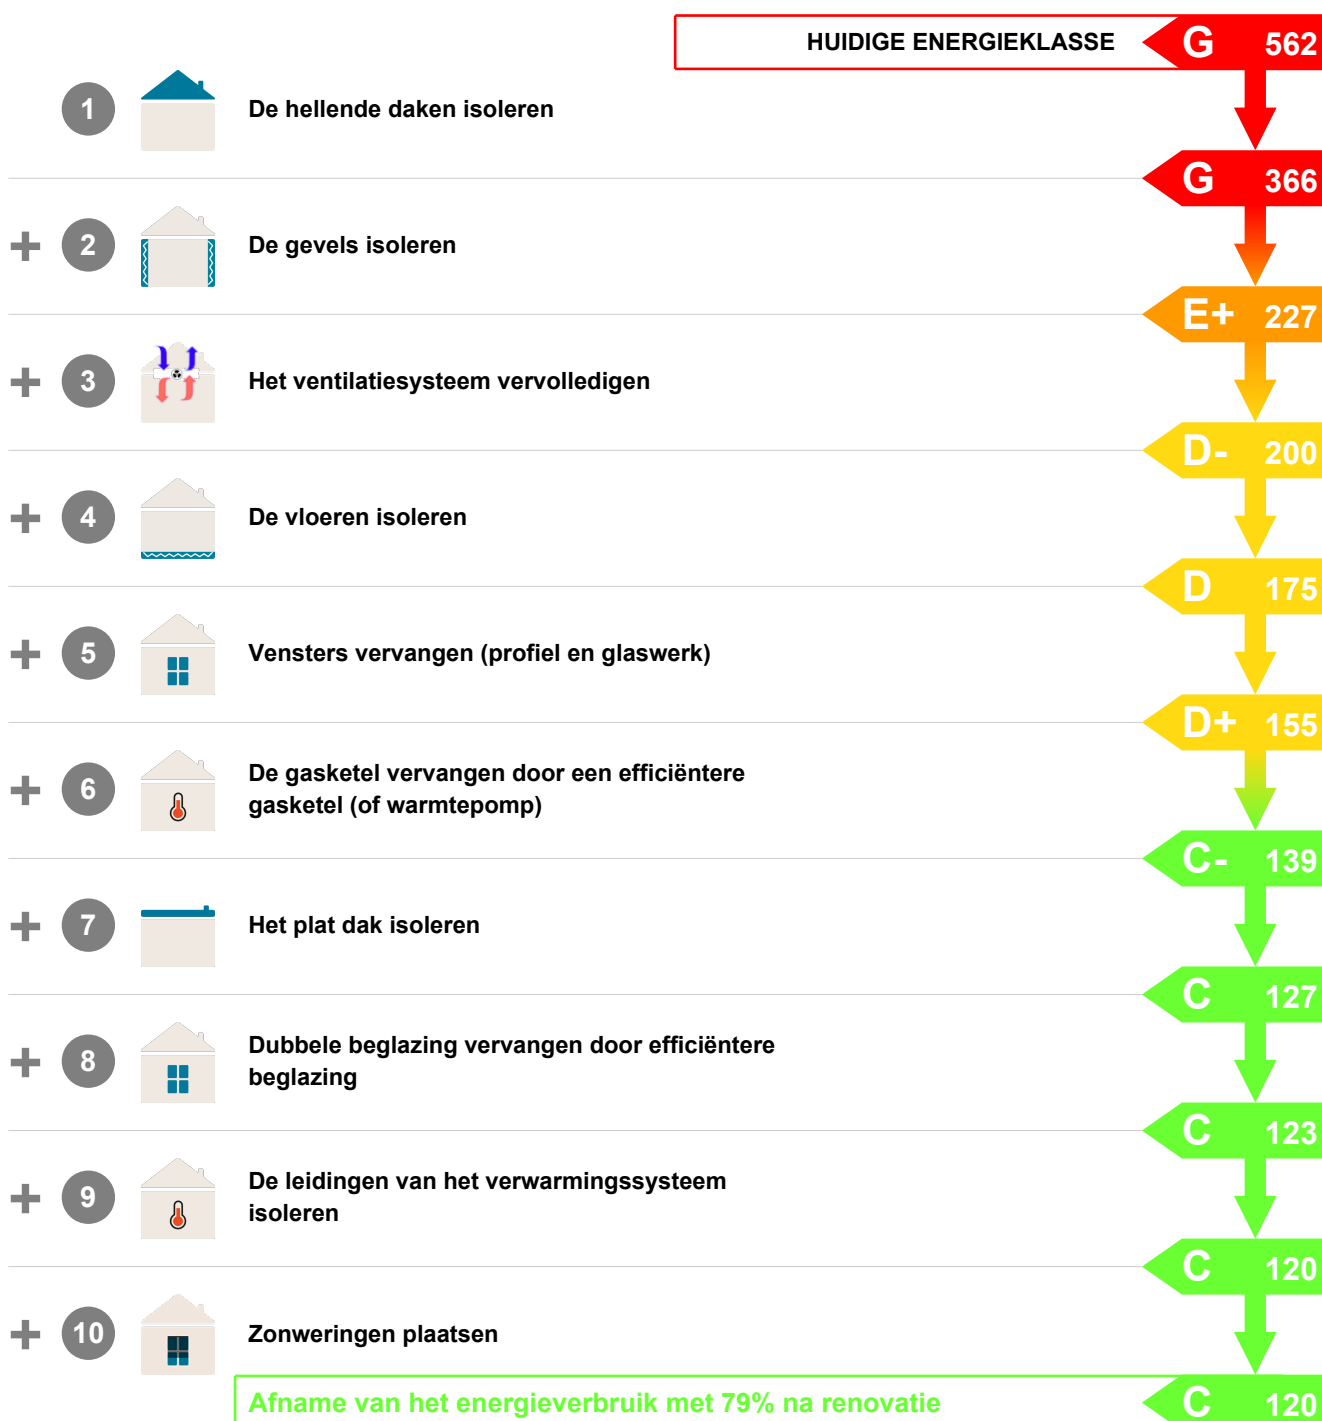 HUIDIGE ENERGIEKLASSE G 562
1 De hellende daken isoleren
G 366
+ 2 De gevels isoleren
E+ 227
+ 3 Het ventilatiesysteem vervolledigen
D- 200
+ 4 De vloeren isoleren
D 175
+ 5 Vensters vervangen (profiel en glaswerk)
D+ 155
+ 6 De gasketel vervangen door een efficiëntere
gasketel (of warmtepomp)
C- 139
+ 7 Het plat dak isoleren
C 127
+ 8 Dubbele beglazing vervangen door efficiëntere
beglazing
C 123
+ 9 De leidingen van het verwarmingssysteem
isoleren
C 120
+ 10 Zonweringen plaatsen
Afname van het energieverbruik met 79% na renovatie C 120